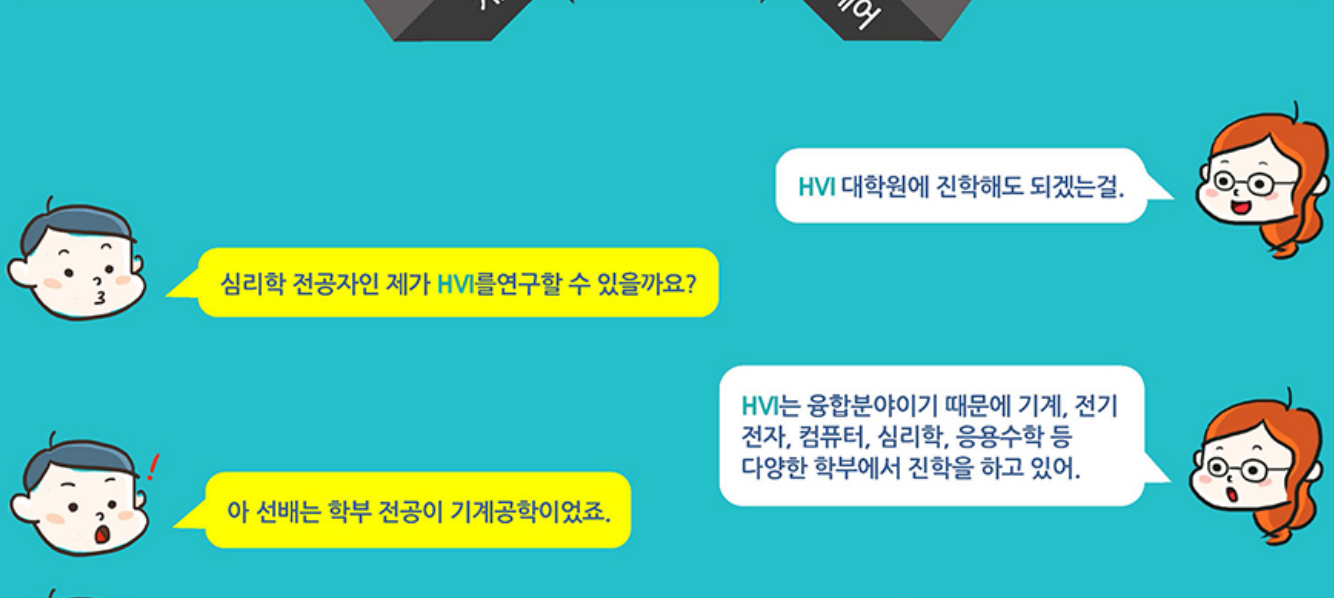 HVI 대학원에 진학해도 되겠는걸.
심리학 전공자인 제가 HVI를연구할 수 있을까요?
HVI는 융합분야이기 때문에 기계, 전기
전자, 컴퓨터, 심리학, 응용수학 등
다양한 학부에서 진학을 하고 있어.
아 선배는 학부 전공이 기계공학이었죠.